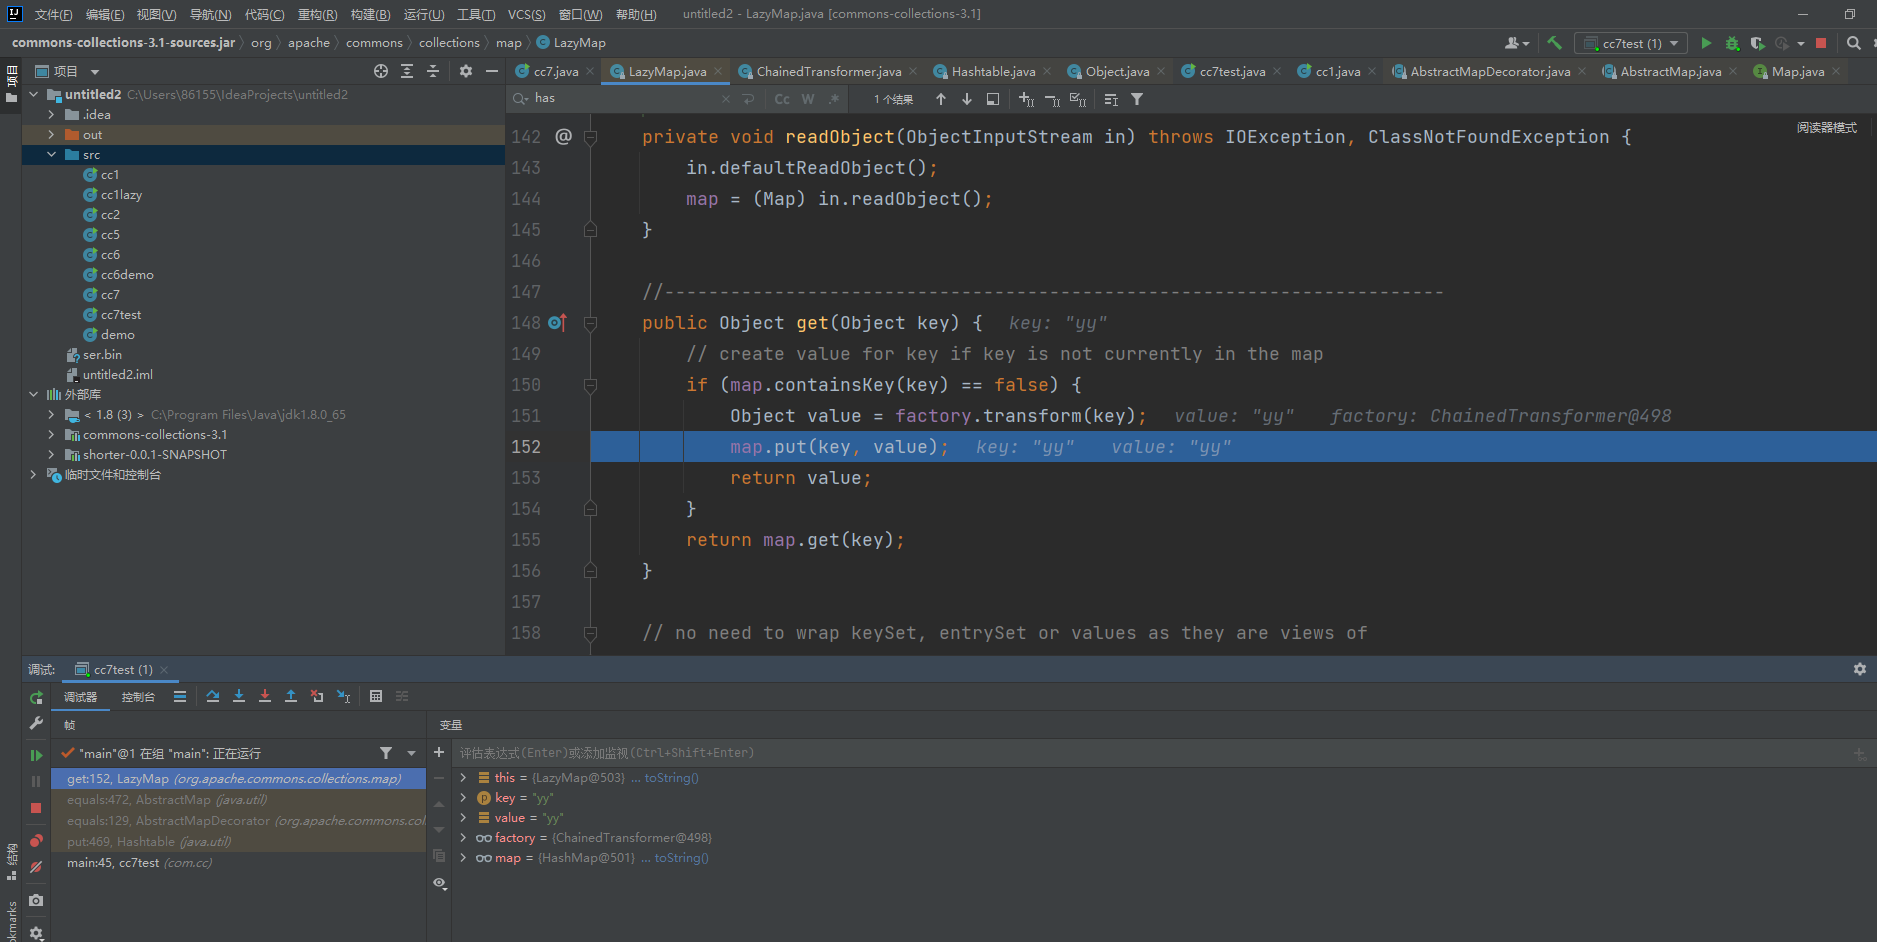 文件(F) 编辑(E) 视图(V) 导航(N) 代码(C) 重构(R) 构建(B) 运行(U) 工具(T) VCS(S) 窗口(W) 帮助(H) untitled2 - LazyMap.java [commons-collections-3.1]
commons-collections-3.1-sources.jar org apache commons collections map LazyMap cc7test (1)
项目
项目
cc7.java LazyMap.java ChainedTransformer.java Hashtable.java Object.java cc7test.java cc1.java AbstractMapDecorator.java AbstractMap.java Map.java
has Cc W .* 1 个结果
阅读器模式
untitled2 C:\Users\86155\IdeaProjects\untitled2
.idea
out
src
cc1
cc1lazy
cc2
cc5
cc6
cc6demo
cc7
cc7test
demo
ser.bin
untitled2.iml
外部库
< 1.8 (3) > C:\Program Files\Java\jdk1.8.0_65
commons-collections-3.1
shorter-0.0.1-SNAPSHOT
临时文件和控制台
142 @ private void readObject(ObjectInputStream in) throws IOException, ClassNotFoundException {
143 in.defaultReadObject();
144 map = (Map) in.readObject();
145 }
146
147 //-----------------------------------------------------------------------
148 public Object get(Object key) { key: "yy"
149 // create value for key if key is not currently in the map
150 if (map.containsKey(key) == false) {
151 Object value = factory.transform(key); value: "yy" factory: ChainedTransformer@498
152 map.put(key, value); key: "yy" value: "yy"
153 return value;
154 }
155 return map.get(key);
156 }
157
158 // no need to wrap keySet, entrySet or values as they are views of
调试: cc7test (1)
调试器 控制台
帧
"main"@1 在组 "main": 正在运行
get:152, LazyMap (org.apache.commons.collections.map)
equals:472, AbstractMap (java.util)
equals:129, AbstractMapDecorator (org.apache.commons.col
put:469, Hashtable (java.util)
main:45, cc7test (com.cc)
变量
评估表达式(Enter)或添加监视(Ctrl+Shift+Enter)
this = {LazyMap@503} ... toString()
key = "yy"
value = "yy"
factory = {ChainedTransformer@498}
map = {HashMap@501} ... toString()
结构
okmarks